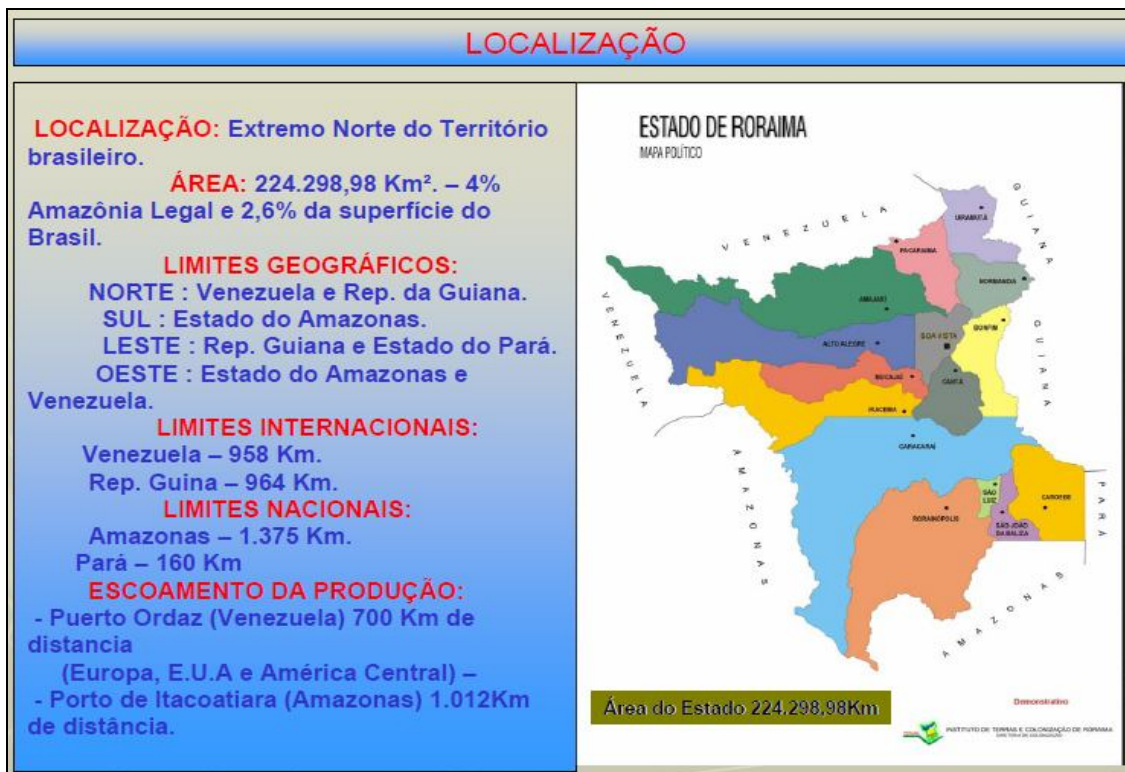 LOCALIZAÇÃO
LOCALIZAÇÃO: Extremo Norte do Território
brasileiro.
ÁREA: 224.298,98 Km². – 4%
Amazônia Legal e 2,6% da superfície do
Brasil.
LIMITES GEOGRÁFICOS:
NORTE : Venezuela e Rep. da Guiana.
SUL : Estado do Amazonas.
LESTE : Rep. Guiana e Estado do Pará.
OESTE : Estado do Amazonas e
Venezuela.
LIMITES INTERNACIONAIS:
Venezuela – 958 Km.
Rep. Guina – 964 Km.
LIMITES NACIONAIS:
Amazonas – 1.375 Km.
Pará – 160 Km
ESCOAMENTO DA PRODUÇÃO:
- Puerto Ordaz (Venezuela) 700 Km de
distancia
(Europa, E.U.A e América Central) –
- Porto de Itacoatiara (Amazonas) 1.012Km
de distância.
ESTADO DE RORAIMA
MAPA POLÍTICO
VENEZUELA
GUIANA
UIRAMUTÃ
PACARAIMA
NORMANDIA
VENEZUELA
AMAJARÍ
BONFIM
GUIANA
BOA VISTA
ALTO ALEGRE
MUCAJAÍ
CANTÁ
IRACEMA
CARACARAÍ
AMAZONAS
SÃO
LUIZ
CAROEBE
PARÁ
RORAINÓPOLIS
SÃO JOÃO
DA BALIZA
AMAZONAS
Área do Estado 224.298,98Km
Demonstrativo
INSTITUTO DE TERRAS E COLONIZAÇÃO DE RORAIMA